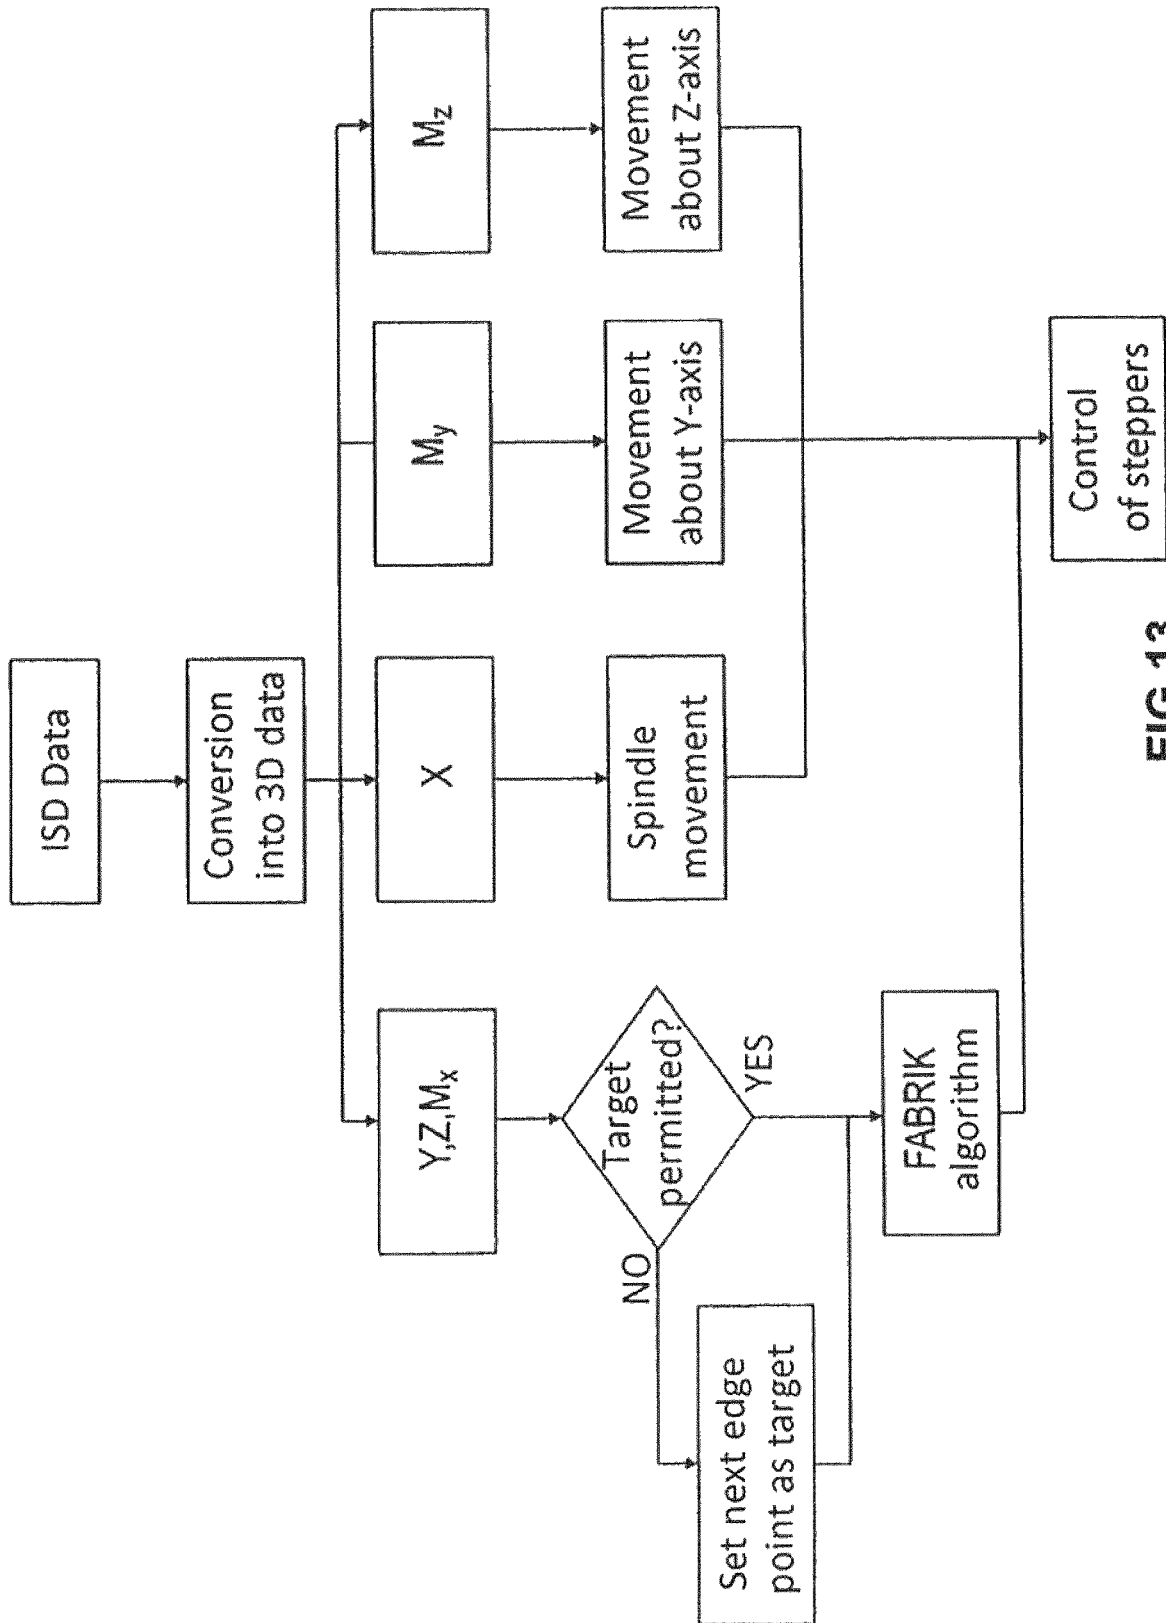 ISD Data
Conversion
into 3D data
Y,Z,Mx
X
My
Mz
Target
permitted?
NO
YES
Set next edge
point as target
Spindle
movement
Movement
about Y-axis
Movement
about Z-axis
FABRIK
algorithm
Control
of steppers
FIG 13